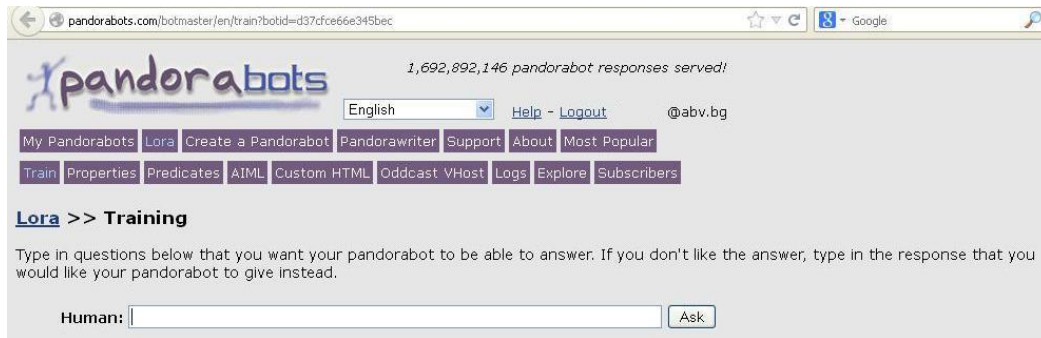 pandorabots.com/botmaster/en/train?botid=d37cfce66e345bec
Google
pandorabots
1,692,892,146 pandorabot responses served!
English Help - Logout @abv.bg
My Pandorabots Lora Create a Pandorabot Pandorawriter Support About Most Popular
Train Properties Predicates AIML Custom HTML Oddcast VHost Logs Explore Subscribers
Lora >> Training
Type in questions below that you want your pandorabot to be able to answer. If you don't like the answer, type in the response that you
would like your pandorabot to give instead.
Human: Ask